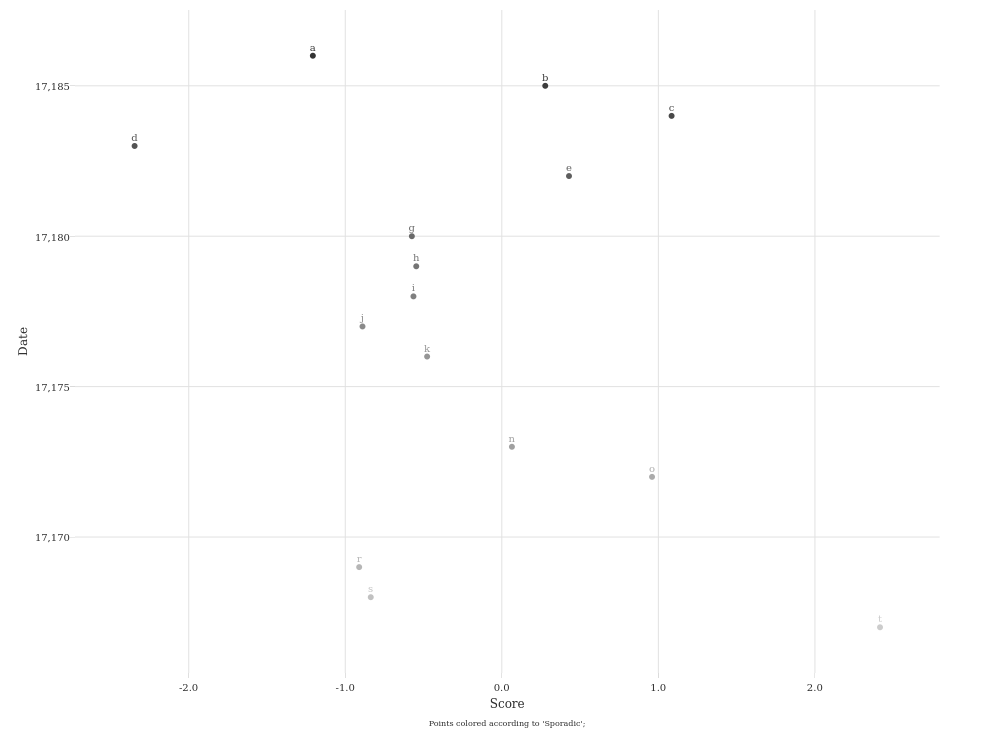 a
b
17,185
c
d
e
g
17,180
h
i
j
k
Date
17,175
n
o
17,170
r
s
t
-2.0
-1.0
0.0
1.0
2.0
Score
Points colored according to 'Sporadic';